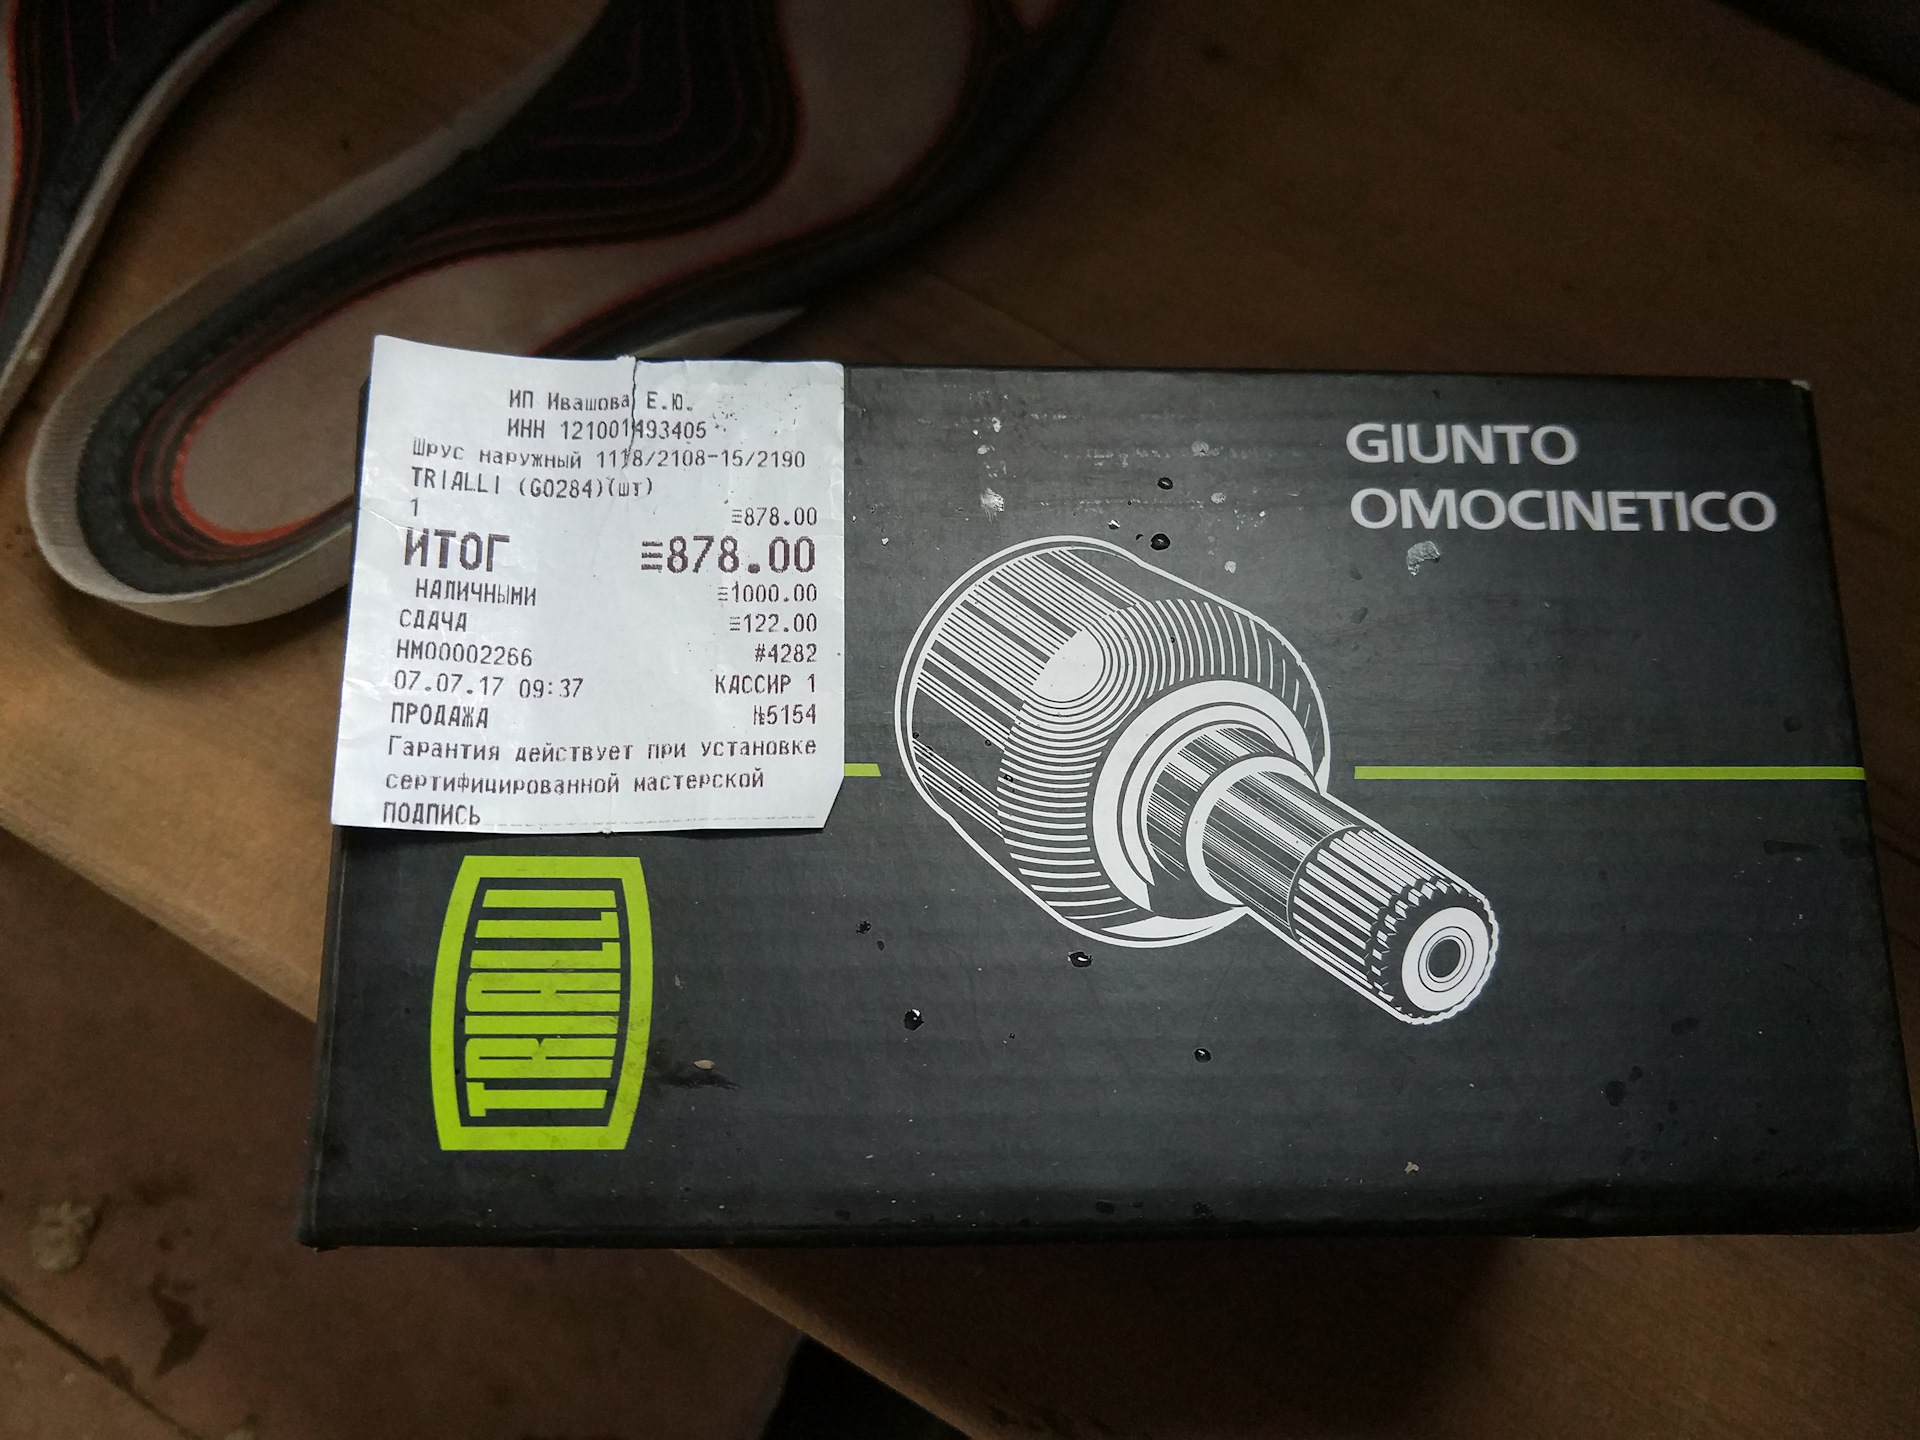 ИП Ивашова Е.Ю.
ИНН 121001493405
Шрус наружный 1118/2108-15/2190
TRIALLI (GO284)(шт)
1 ≡878.00
ИТОГ ≡878.00
НАЛИЧНЫМИ ≡1000.00
СДАЧА ≡122.00
НМ00002266 #4282
07.07.17 09:37 КАССИР 1
ПРОДАЖА №5154
Гарантия действует при установке
сертифицированной мастерской
ПОДПИСЬ
GIUNTO
OMOCINETICO
TRIALLI